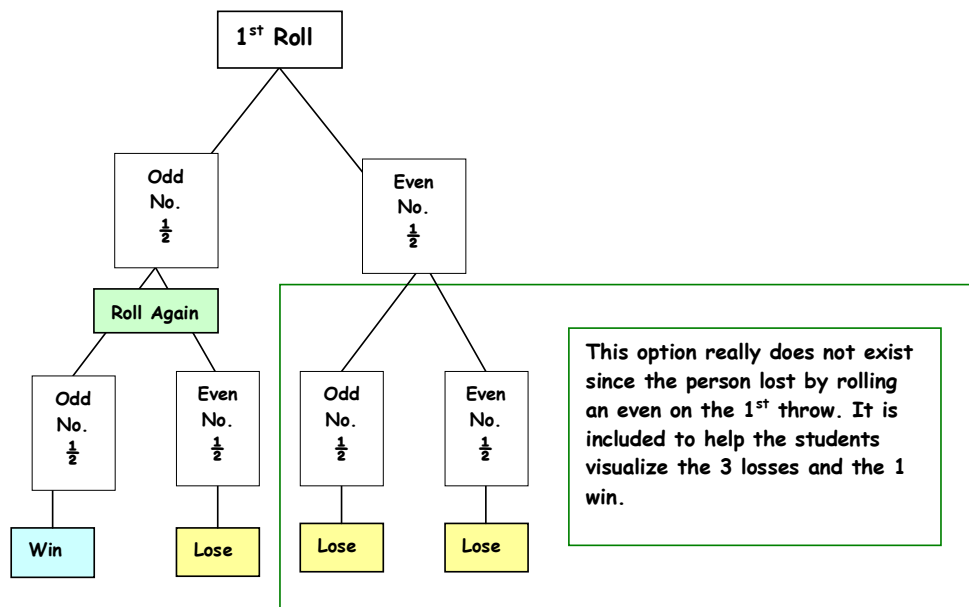 1st Roll
Odd
No.
1/2
Even
No.
1/2
Roll Again
This option really does not exist
since the person lost by rolling
an even on the 1st throw. It is
included to help the students
visualize the 3 losses and the 1
win.
Odd
No.
1/2
Even
No.
1/2
Odd
No.
1/2
Even
No.
1/2
Win
Lose
Lose
Lose